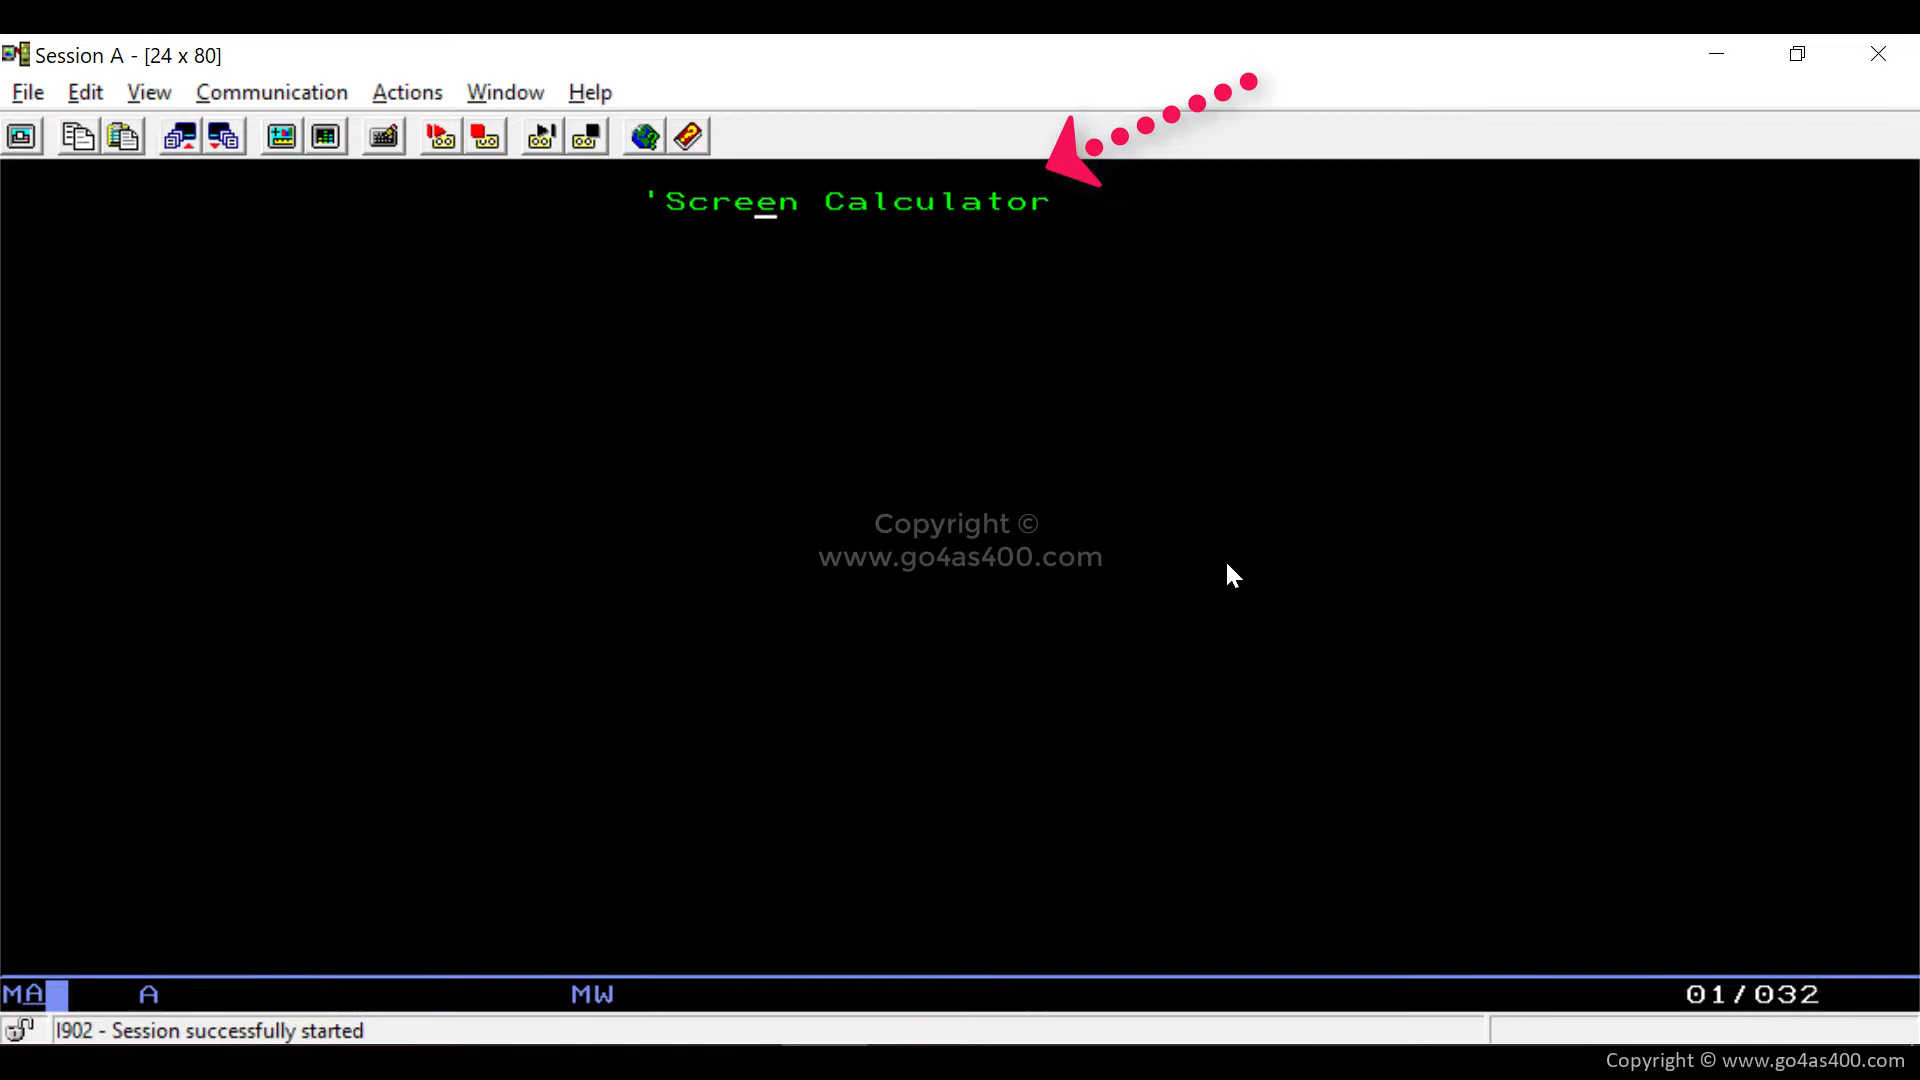 Session A - [24 x 80]
File Edit View Communication Actions Window Help
'Screen Calculator
Copyright ©
www.go4as400.com
MA A MW 01/032
I902 - Session successfully started
Copyright © www.go4as400.com